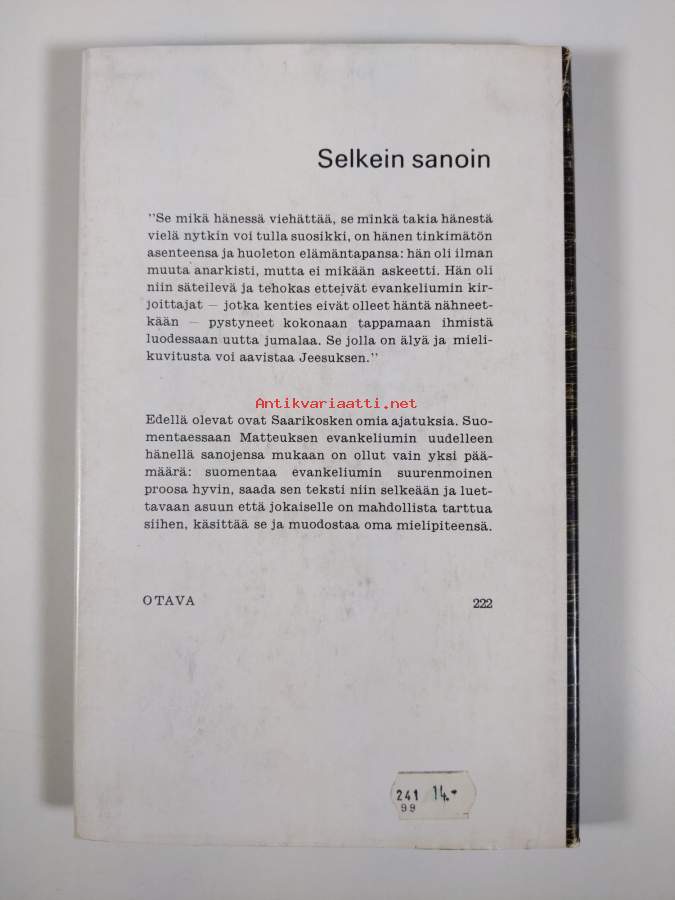 Selkein sanoin
"Se mikä hänessä viehättää, se minkä takia hänestä
vielä nytkin voi tulla suosikki, on hänen tinkimätön
asenteensa ja huoleton elämäntapansa: hän oli ilman
muuta anarkisti, mutta ei mikään askeetti. Hän oli
niin säteilevä ja tehokas etteivät evankeliumin kir-
joittajat — jotka kenties eivät olleet häntä nähneet-
kään — pystyneet kokonaan tappamaan ihmistä
luodessaan uutta jumalaa. Se jolla on älyä ja mieli-
kuvitusta voi aavistaa Jeesuksen."
Antikvariaatti.net
Edellä olevat ovat Saarikosken omia ajatuksia. Suo-
mentaessaan Matteuksen evankeliumin uudelleen
hänellä sanojensa mukaan on ollut vain yksi pää-
määrä: suomentaa evankeliumin suurenmoinen
proosa hyvin, saada sen teksti niin selkeään ja luet-
tavaan asuun että jokaiselle on mahdollista tarttua
siihen, käsittää se ja muodostaa oma mielipiteensä.
OTAVA 222
241 14.-
99